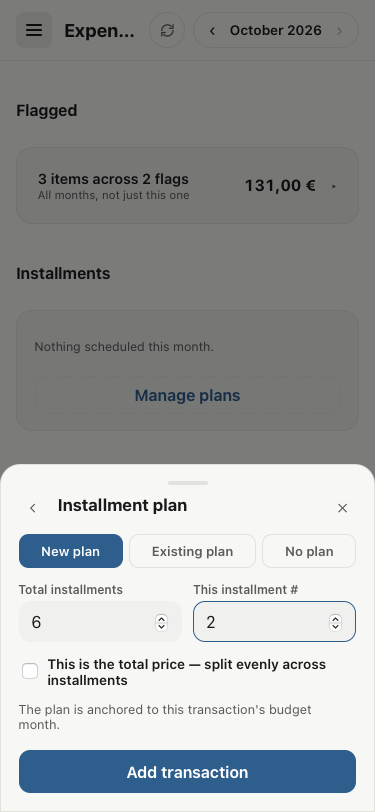 Expen...
‹ October 2026 ›
Flagged
3 items across 2 flags
131,00 €
All months, not just this one
Installments
Nothing scheduled this month.
Manage plans
Installment plan
New plan
Existing plan
No plan
Total installments
This installment #
6
2
This is the total price — split evenly across
installments
The plan is anchored to this transaction's budget
month.
Add transaction